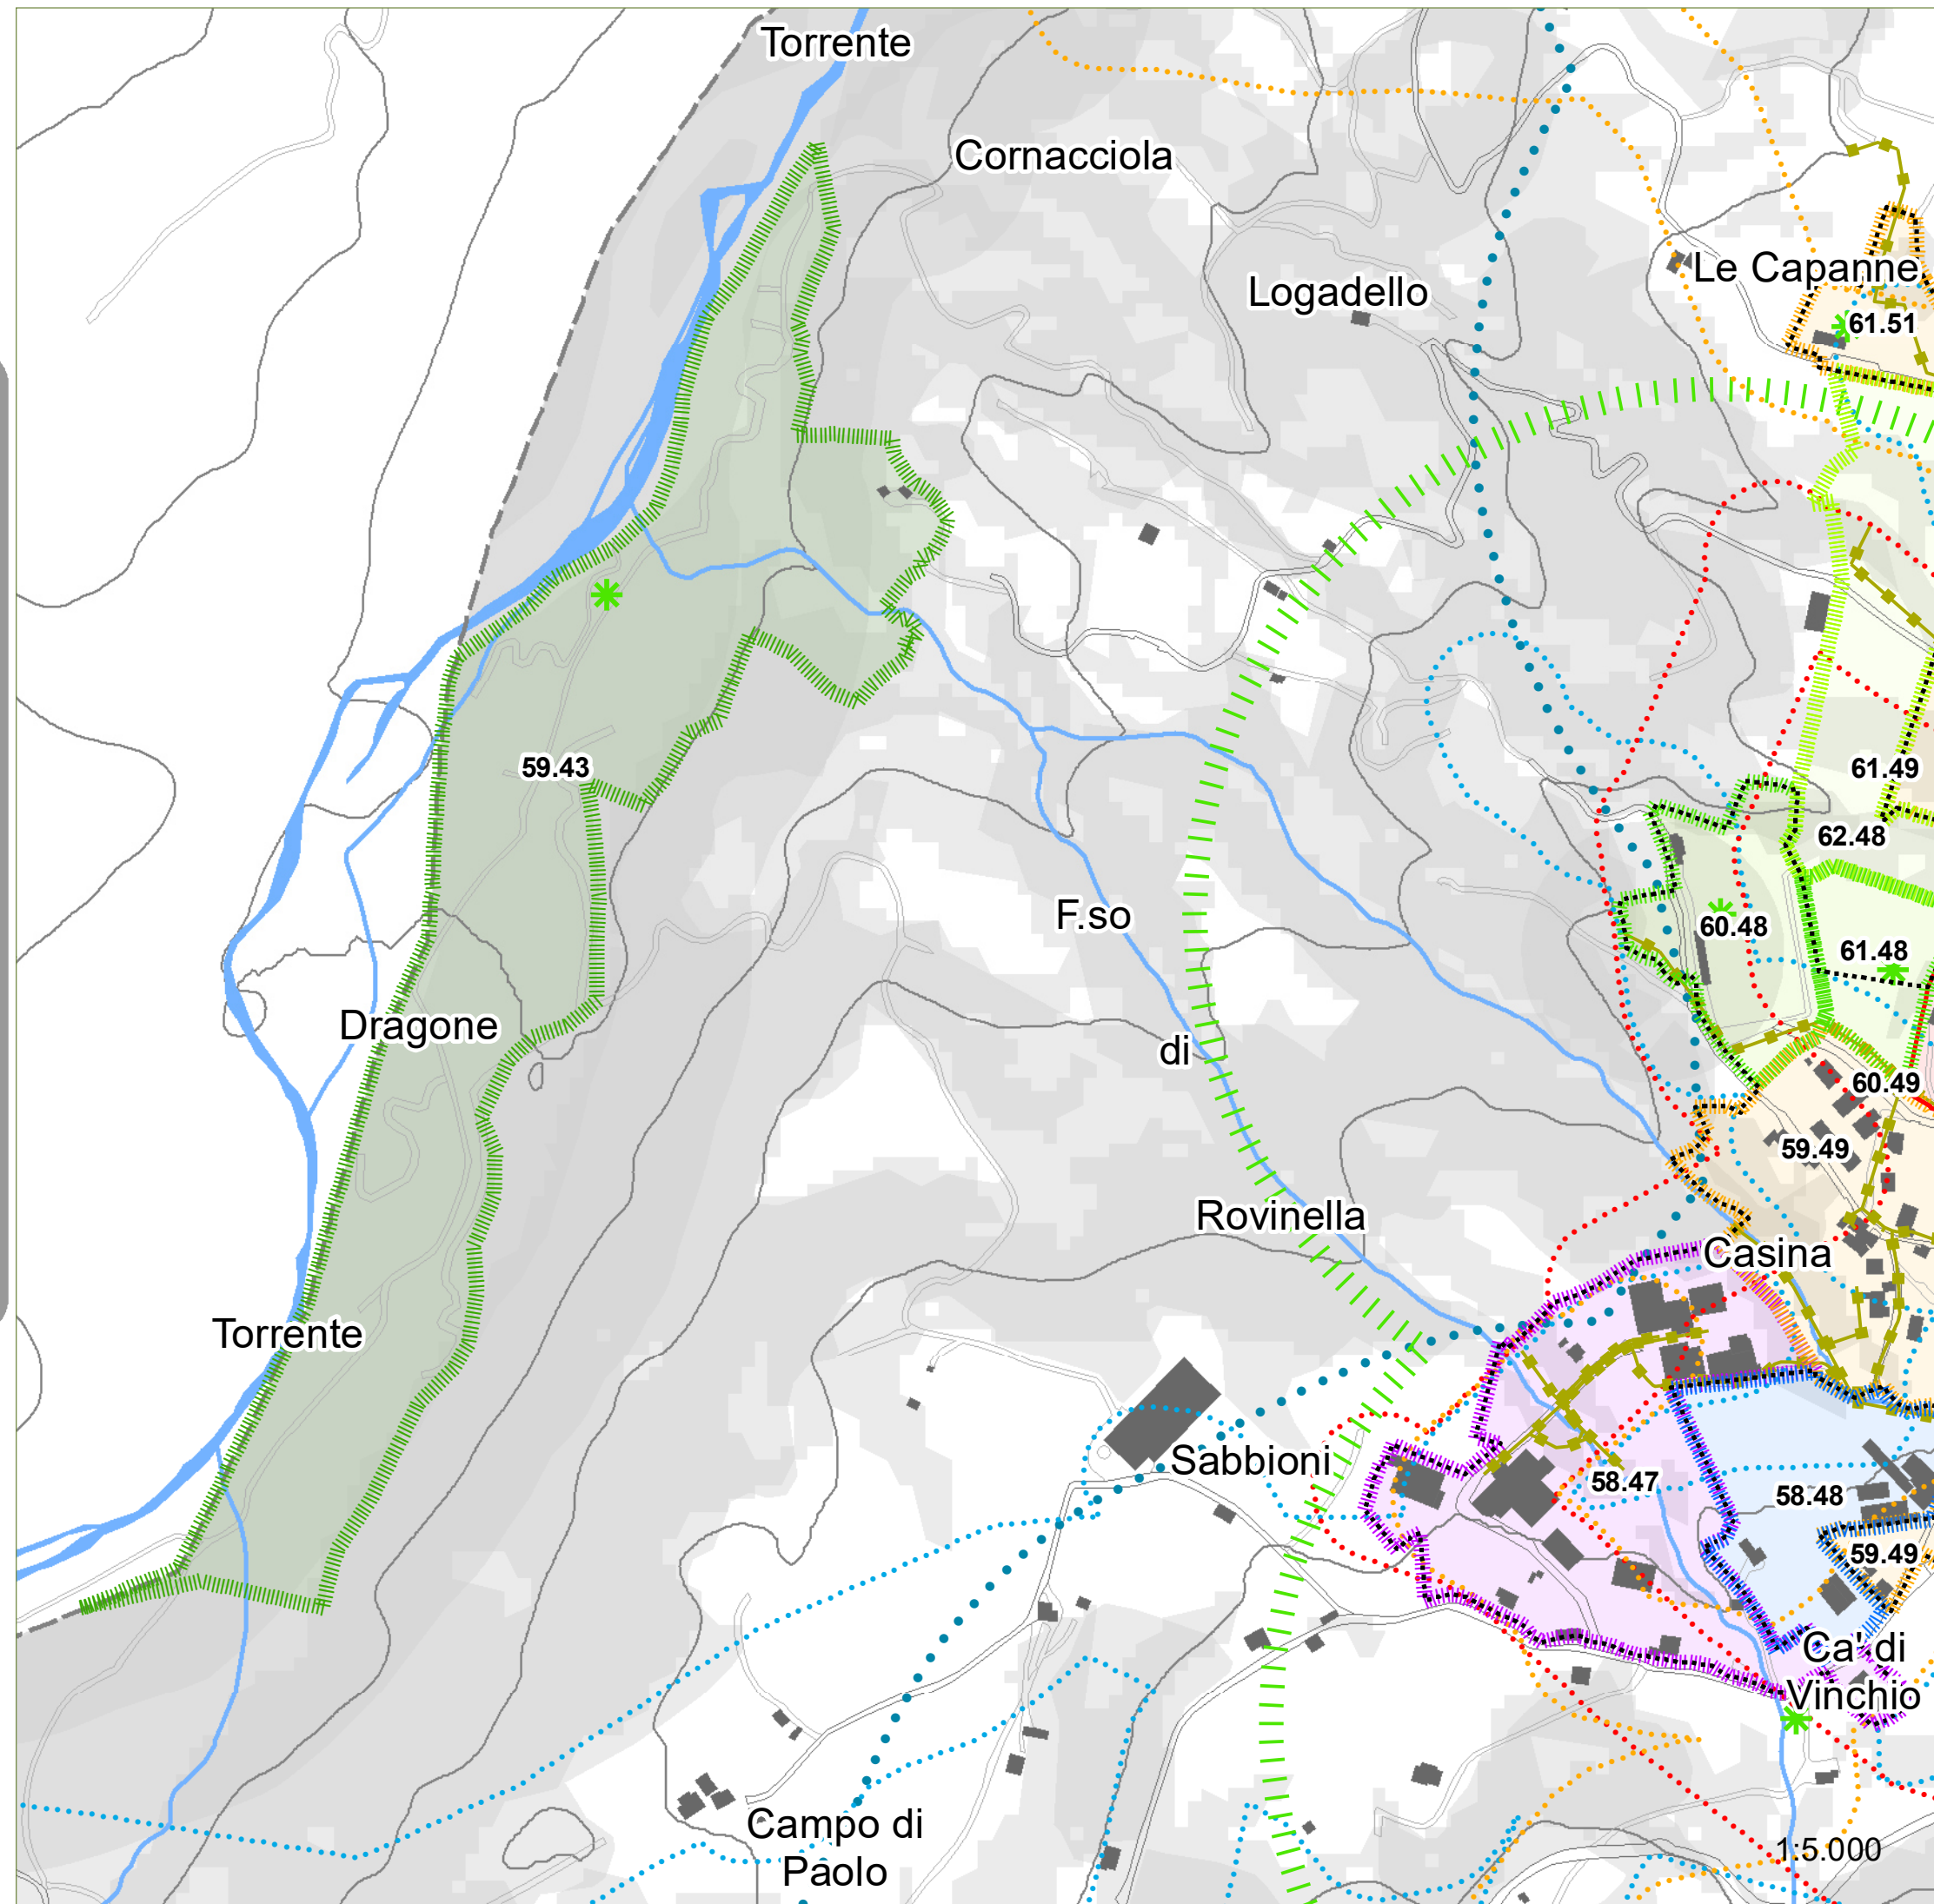 Torrente
Cornacciola
Le Capanne
Logadello
61.51
59.43
61.49
62.48
F.so
60.48
61.48
Dragone
di
60.49
59.49
Rovinella
Casina
Torrente
Sabbioni
58.47
58.48
59.49
Ca' di
Vinchio
Campo di
Paolo
1:5.000